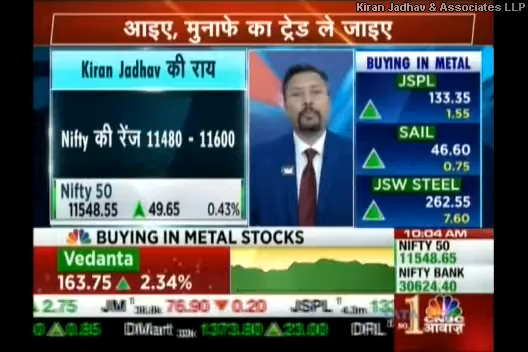 Kiran Jadhav & Associates LLP
आइए, मुनाफे का ट्रेड ले जाइए
Kiran Jadhav की राय
Nifty की रेंज 11480 - 11600
Nifty 50
11548.55 49.65 0.43%
BUYING IN METAL
JSPL
133.35
1.55
SAIL
46.60
0.75
JSW STEEL
262.55
7.60
BUYING IN METAL STOCKS
Vedanta
163.75 2.34%
10:04 AM
NIFTY 50
11548.65
NIFTY BANK
30624.40
2.75 76.90 0.20 JSPL
0.85 DMart 1373.80 23.00
NO. 1 CNBC
आवाज़